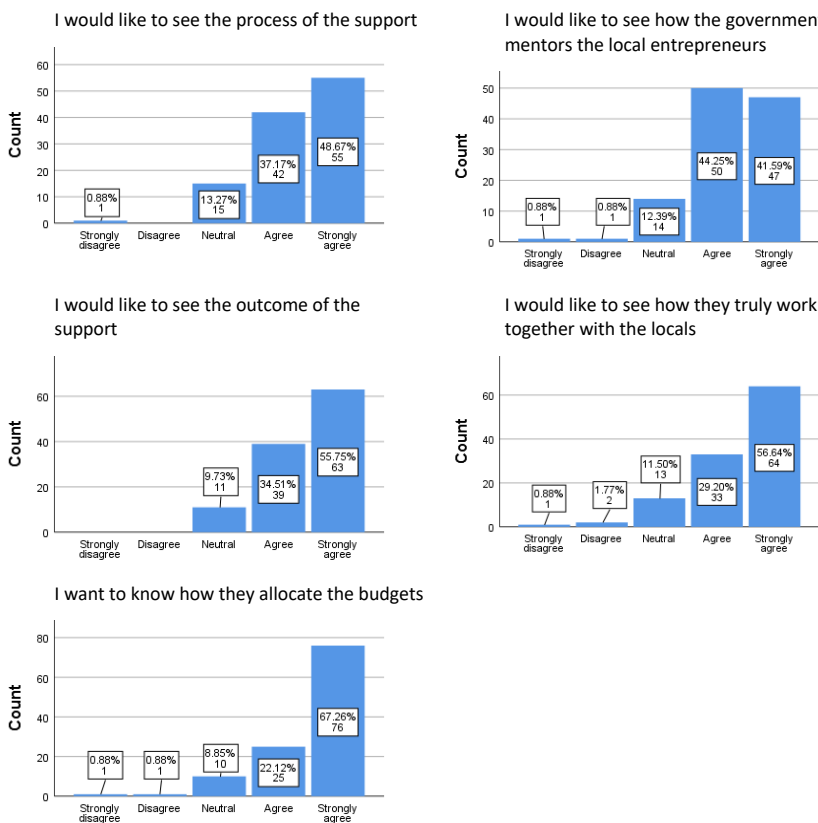 I would like to see the process of the support
Count
60
50
40
30
20
10
0
0.88%
1
13.27%
15
37.17%
42
48.67%
55
Strongly
disagree
Disagree
Neutral
Agree
Strongly
agree
I would like to see how the governmen
mentors the local entrepreneurs
Count
50
40
30
20
10
0
0.88%
1
0.88%
1
12.39%
14
44.25%
50
41.59%
47
Strongly
disagree
Disagree
Neutral
Agree
Strongly
agree
I would like to see the outcome of the
support
Count
60
40
20
0
9.73%
11
34.51%
39
55.75%
63
Strongly
disagree
Disagree
Neutral
Agree
Strongly
agree
I would like to see how they truly work
together with the locals
Count
60
40
20
0
0.88%
1
1.77%
2
11.50%
13
29.20%
33
56.64%
64
Strongly
disagree
Disagree
Neutral
Agree
Strongly
agree
I want to know how they allocate the budgets
Count
80
60
40
20
0
0.88%
1
0.88%
1
8.85%
10
22.12%
25
67.26%
76
Strongly
disagree
Disagree
Neutral
Agree
Strongly
agree